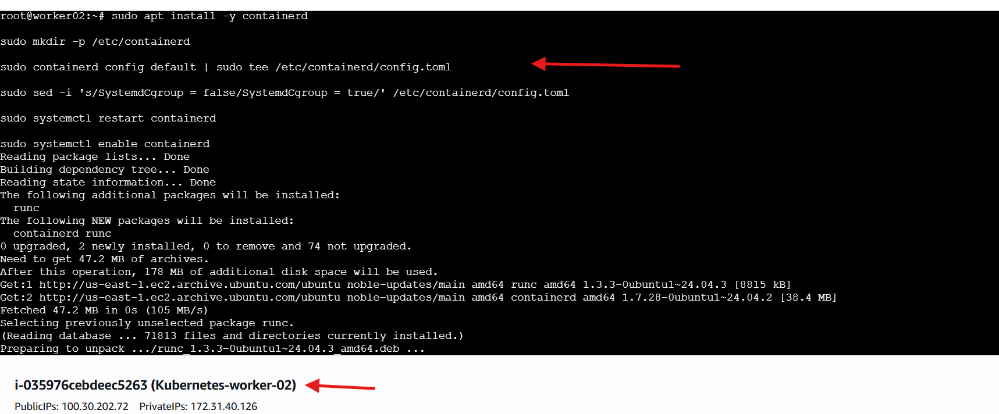 root@worker02:~# sudo apt install -y containerd
sudo mkdir -p /etc/containerd
sudo containerd config default | sudo tee /etc/containerd/config.toml
sudo sed -i 's/SystemdCgroup = false/SystemdCgroup = true/' /etc/containerd/config.toml
sudo systemctl restart containerd
sudo systemctl enable containerd
Reading package lists... Done
Building dependency tree... Done
Reading state information... Done
The following additional packages will be installed:
  runc
The following NEW packages will be installed:
  containerd runc
0 upgraded, 2 newly installed, 0 to remove and 74 not upgraded.
Need to get 47.2 MB of archives.
After this operation, 178 MB of additional disk space will be used.
Get:1 http://us-east-1.ec2.archive.ubuntu.com/ubuntu noble-updates/main amd64 runc amd64 1.3.3-0ubuntu1~24.04.3 [8815 kB]
Get:2 http://us-east-1.ec2.archive.ubuntu.com/ubuntu noble-updates/main amd64 containerd amd64 1.7.28-0ubuntu1~24.04.2 [38.4 MB]
Fetched 47.2 MB in 0s (105 MB/s)
Selecting previously unselected package runc.
(Reading database ... 71813 files and directories currently installed.)
Preparing to unpack .../runc_1.3.3-0ubuntu1~24.04.3_amd64.deb ...
i-035976cebdeec5263 (Kubernetes-worker-02)
PublicIPs: 100.30.202.72 PrivateIPs: 172.31.40.126